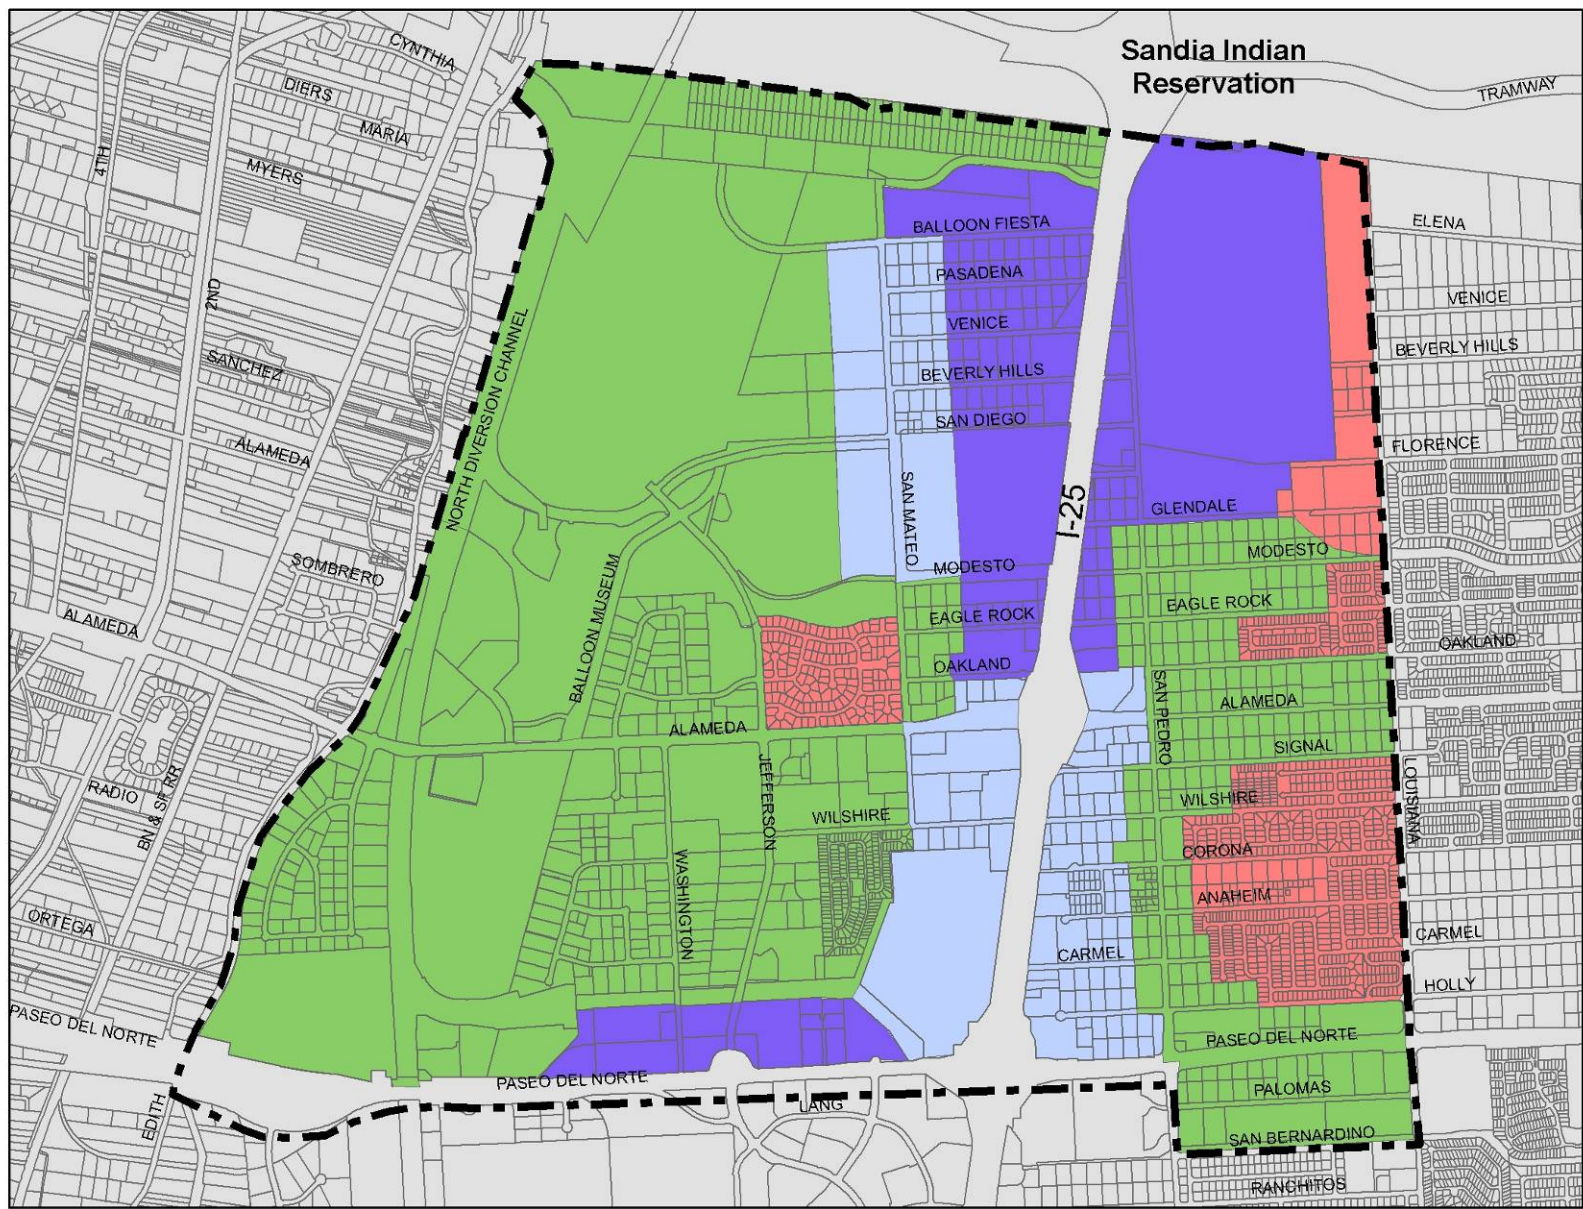 Sandia Indian
Reservation
TRAMWAY
CYNTHIA
DIERS
MARIA
4TH
MYERS
ELENA
BALLOON FIESTA
PASADENA
2ND
VENICE
VENICE
NORTH DIVERSION CHANNEL
SANCHEZ
BEVERLY HILLS
BEVERLY HILLS
SAN DIEGO
ALAMEDA
FLORENCE
SAN MATEO
I-25
GLENDALE
MODESTO
MODESTO
SOMBRERO
BALLOON MUSEUM
EAGLE ROCK
EAGLE ROCK
ALAMEDA
OAKLAND
OAKLAND
SAN PEDRO
ALAMEDA
ALAMEDA
SIGNAL
JEFFERSON
LOUISIANA
RADIO
BN & SF RR
WILSHIRE
WILSHIRE
CORONA
WASHINGTON
ANAHEIM
ORTEGA
CARMEL
CARMEL
HOLLY
PASEO DEL NORTE
PASEO DEL NORTE
PASEO DEL NORTE
PALOMAS
EDITH
LANG
SAN BERNARDINO
RANCHITOS